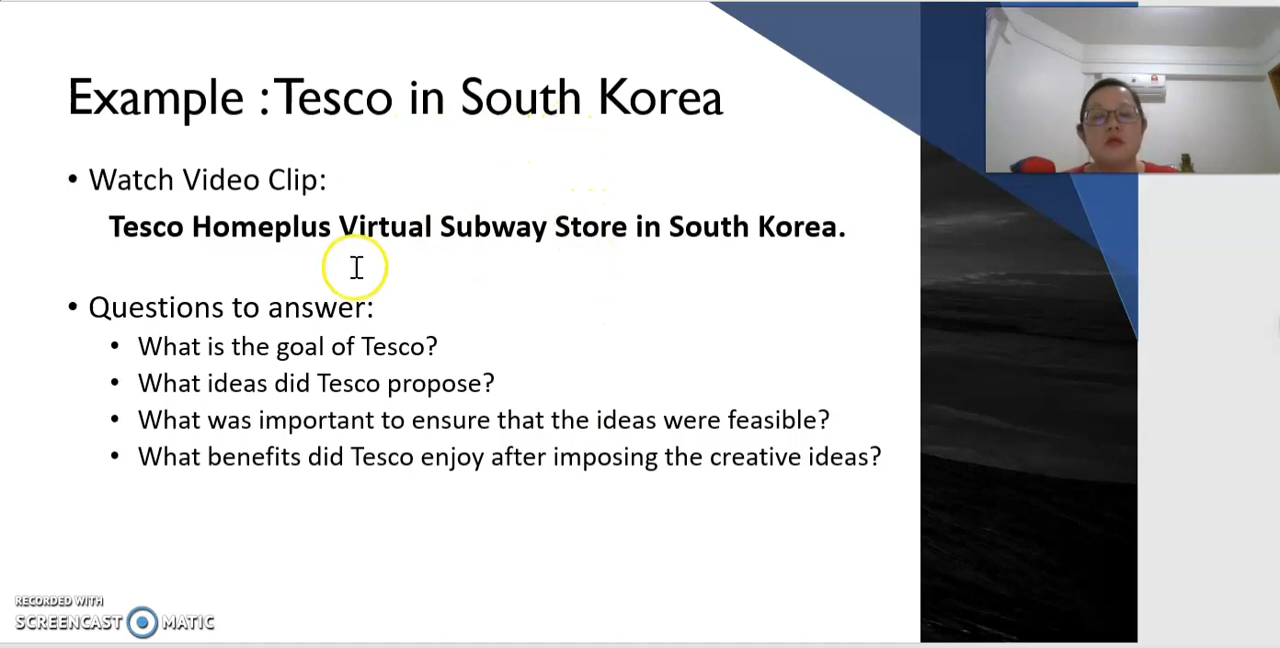 Example : Tesco in South Korea
• Watch Video Clip:
Tesco Homeplus Virtual Subway Store in South Korea.
• Questions to answer:
• What is the goal of Tesco?
• What ideas did Tesco propose?
• What was important to ensure that the ideas were feasible?
• What benefits did Tesco enjoy after imposing the creative ideas?
RECORDED WITH
SCREENCAST MATIC